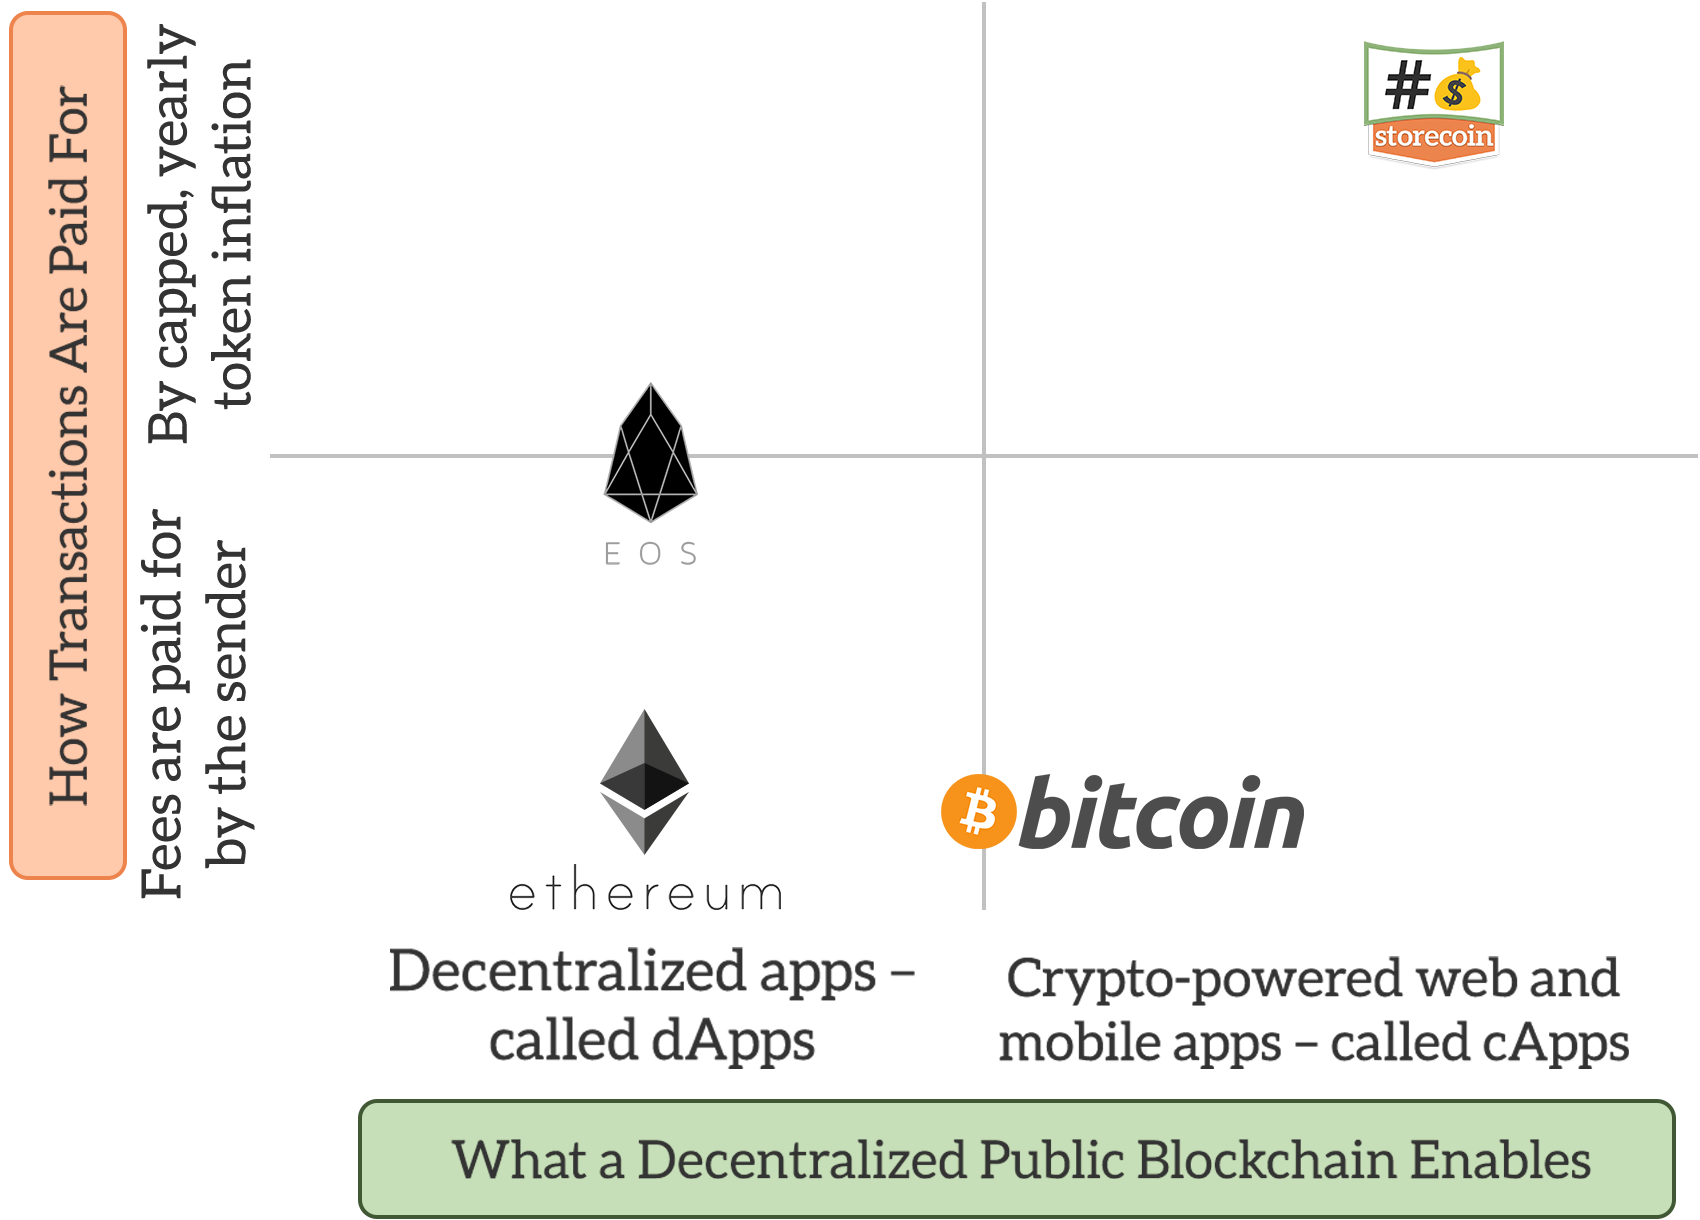 How Transactions Are Paid For
By capped, yearly
token inflation
Fees are paid for
by the sender
#$
storecoin
EOS
ethereum
bitcoin
Decentralized apps –
called dApps
Crypto-powered web and
mobile apps – called cApps
What a Decentralized Public Blockchain Enables